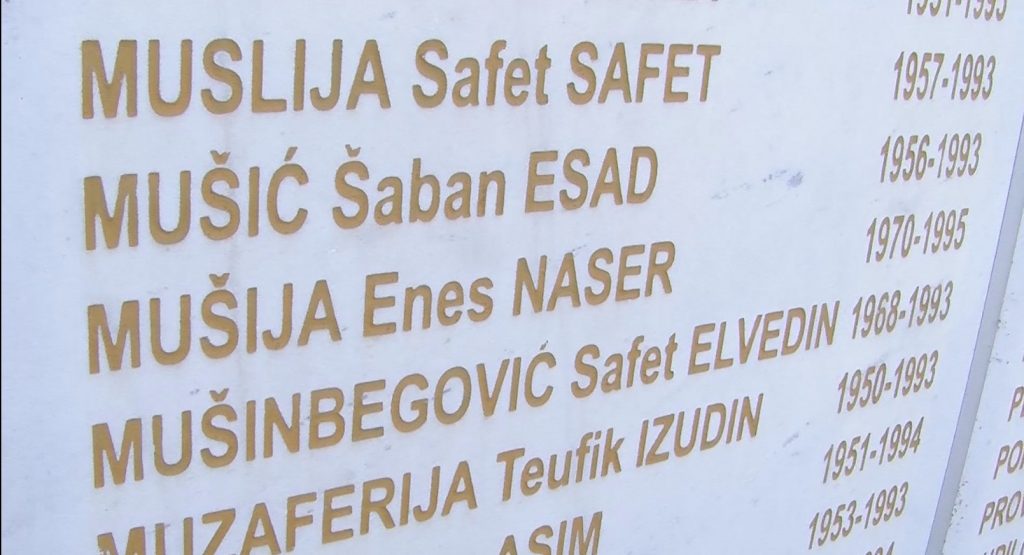 MUSLIJA Safet SAFET 1957-1993
MUŠIĆ Šaban ESAD 1956-1993
MUŠIJA Enes NASER 1970-1995
MUŠINBEGOVIĆ Safet ELVEDIN 1968-1993
MUZAFERIJA Teufik IZUDIN 1950-1993
ASIM 1951-1994
1953-1993